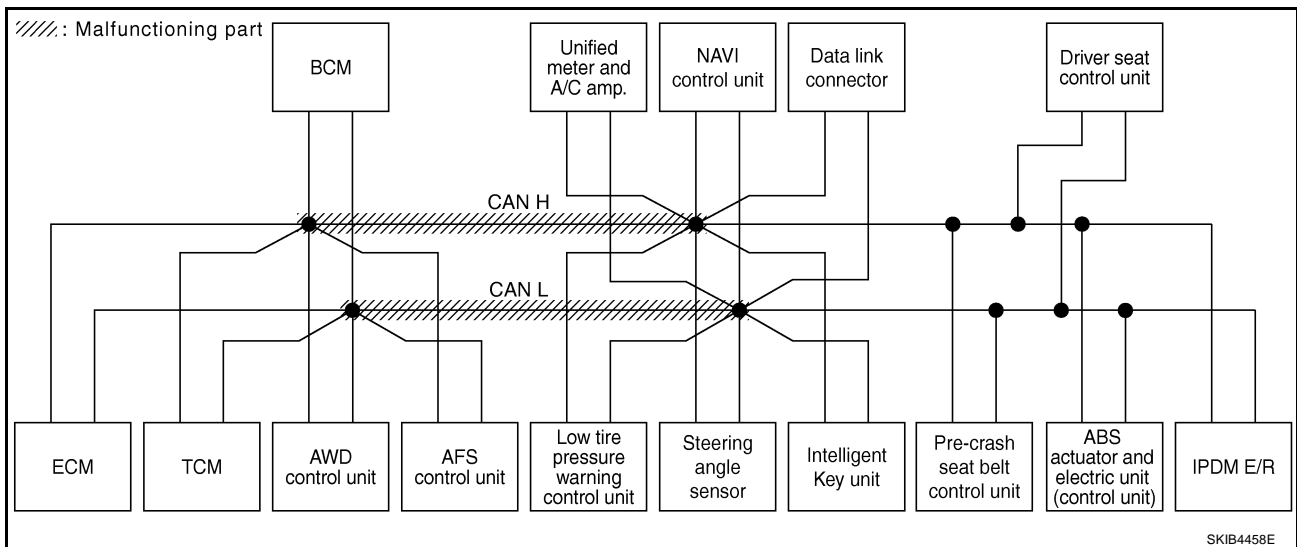 : Malfunctioning part
BCM
Unified
meter and
A/C amp.
NAVI
control unit
Data link
connector
Driver seat
control unit
CAN H
CAN L
ECM
TCM
AWD
control unit
AFS
control unit
Low tire
pressure
warning
control unit
Steering
angle
sensor
Intelligent
Key unit
Pre-crash
seat belt
control unit
ABS
actuator and
electric unit
(control unit)
IPDM E/R
SKIB4458E